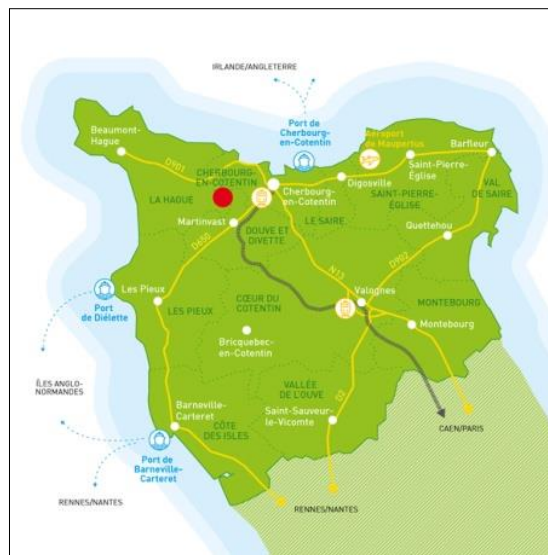 IRLANDE/ANGLETERRE
Port de
Cherbourg-
en-Cotentin
Aéroport
de Maupertus
Barfleur
Beaumont-
Hague
D901
CHERBOURG-
EN-COTENTIN
Saint-Pierre-
Église
Digosville
VAL
DE SAIRE
LA HAGUE
Cherbourg-
en-Cotentin
SAINT-PIERRE-
ÉGLISE
Martinvast
LE SAIRE
Quettehou
DOUVE ET
DIVETTE
D650
D902
N13
Port
de Diélette
Les Pieux
LES PIEUX
CŒUR DU
COTENTIN
Valognes
MONTEBOURG
Montebourg
Bricquebec-
en-Cotentin
ÎLES ANGLO-
NORMANDES
VALLÉE
DE L'OUVE
D2
Barneville-
Carteret
Saint-Sauveur-
le-Vicomte
CÔTE
DES ISLES
CAEN/PARIS
Port de
Barneville-
Carteret
RENNES/NANTES
RENNES/NANTES